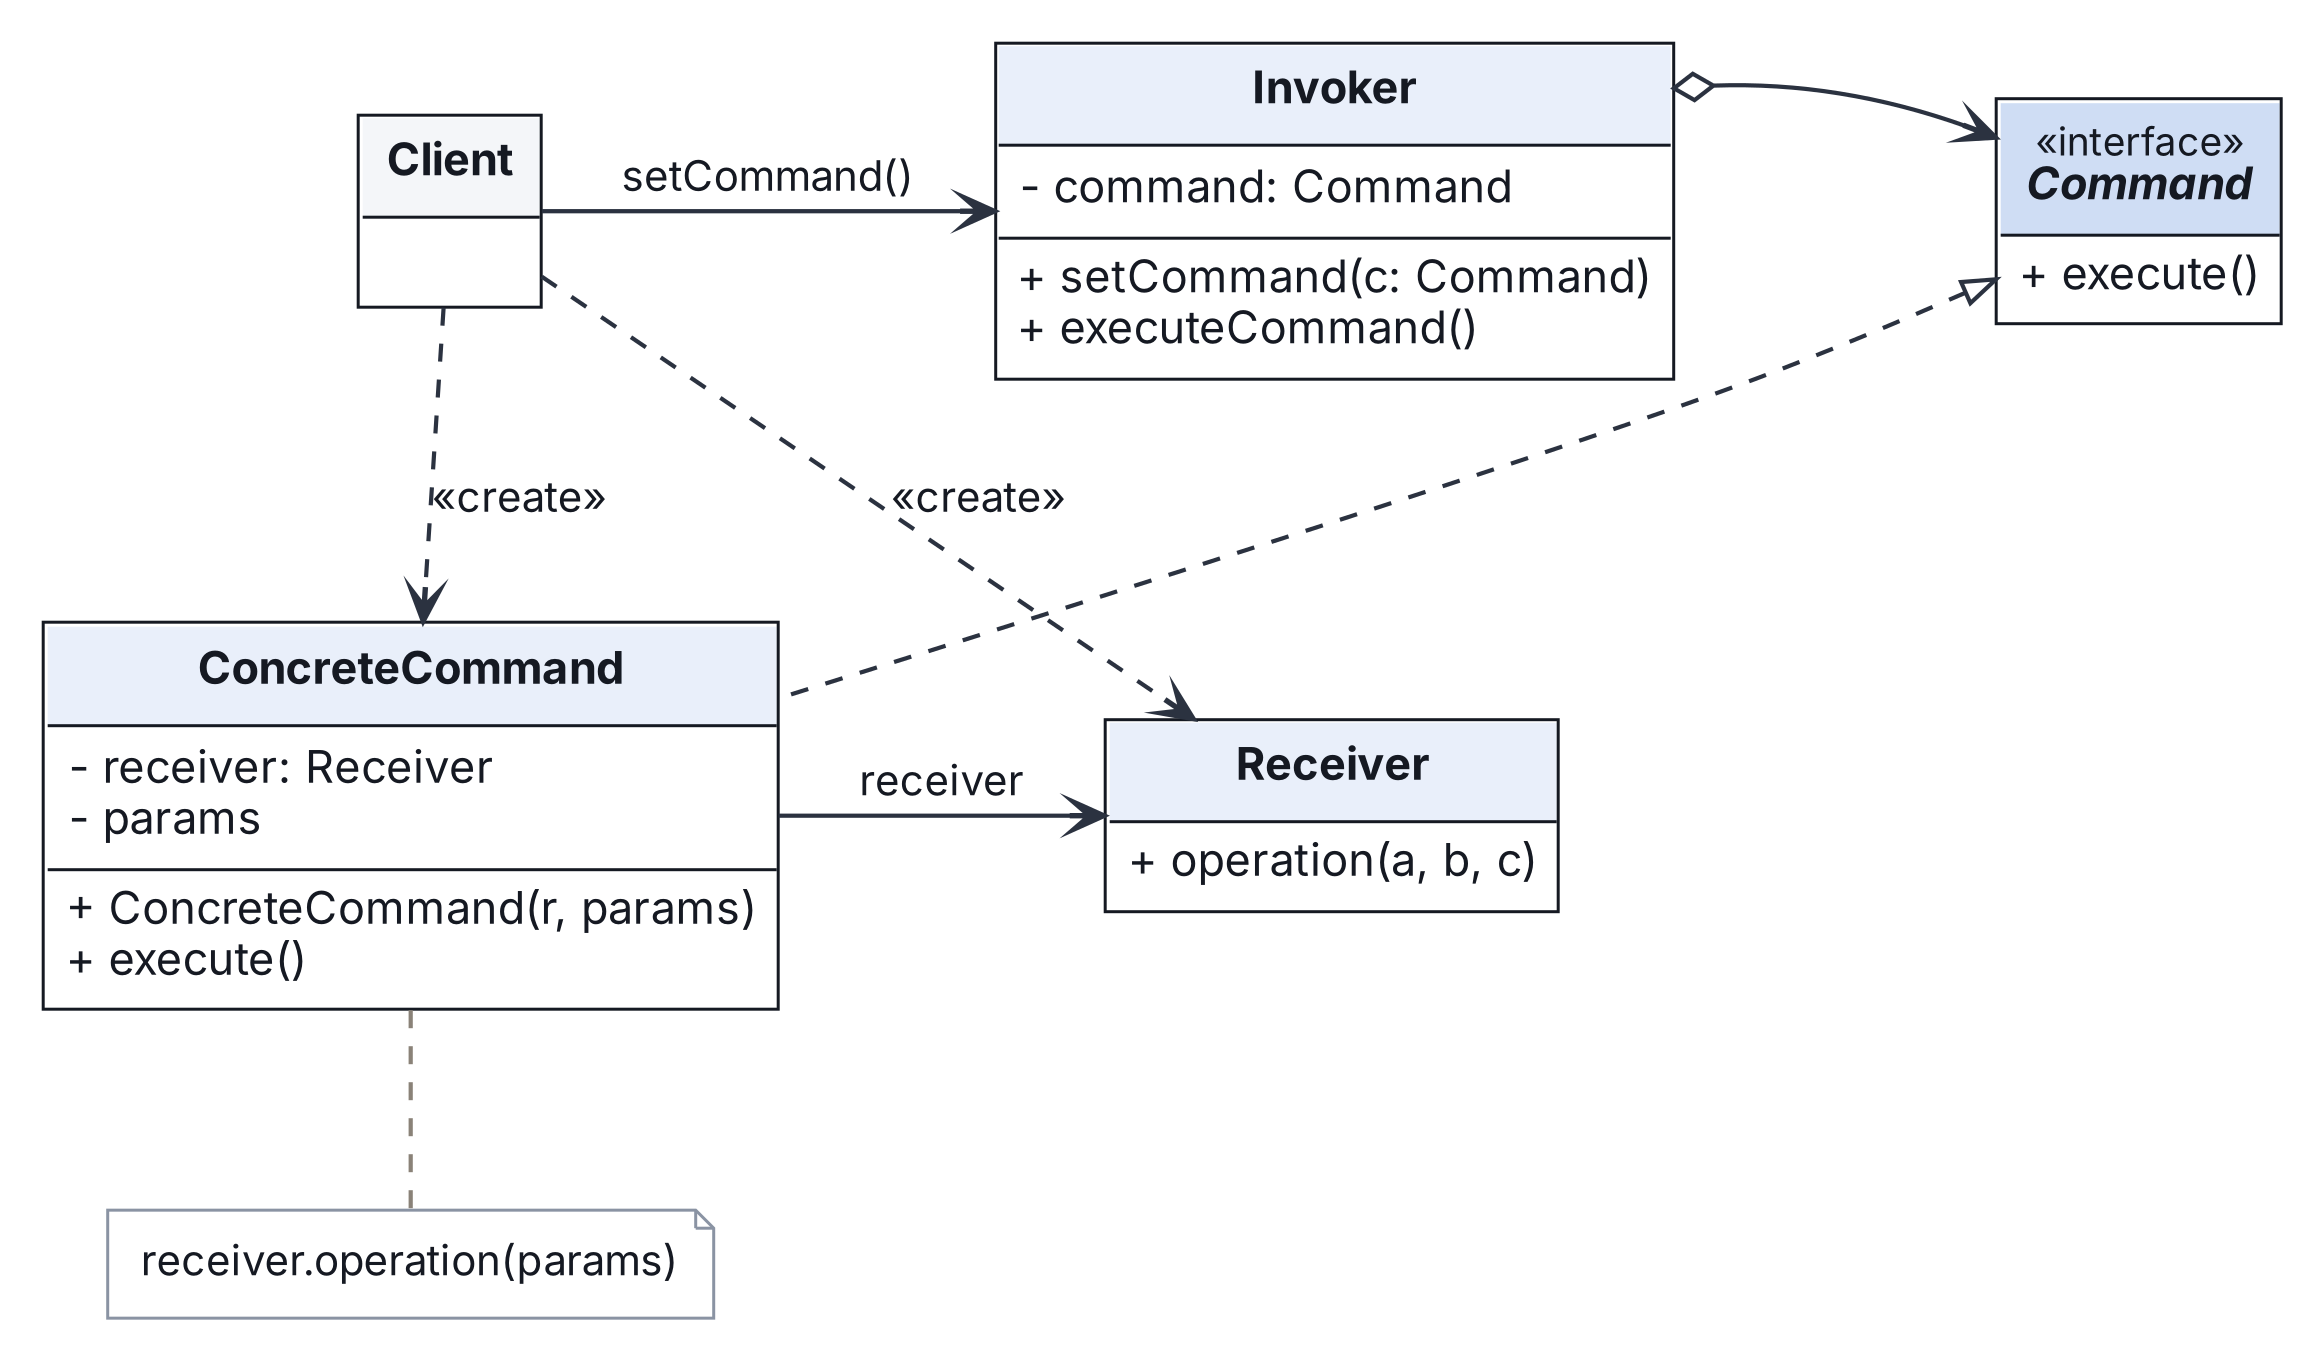 Client
setCommand()
Invoker
- command: Command
+ setCommand(c: Command)
+ executeCommand()
«interface»
Command
+ execute()
«create»
«create»
ConcreteCommand
- receiver: Receiver
- params
+ ConcreteCommand(r, params)
+ execute()
receiver
Receiver
+ operation(a, b, c)
receiver.operation(params)